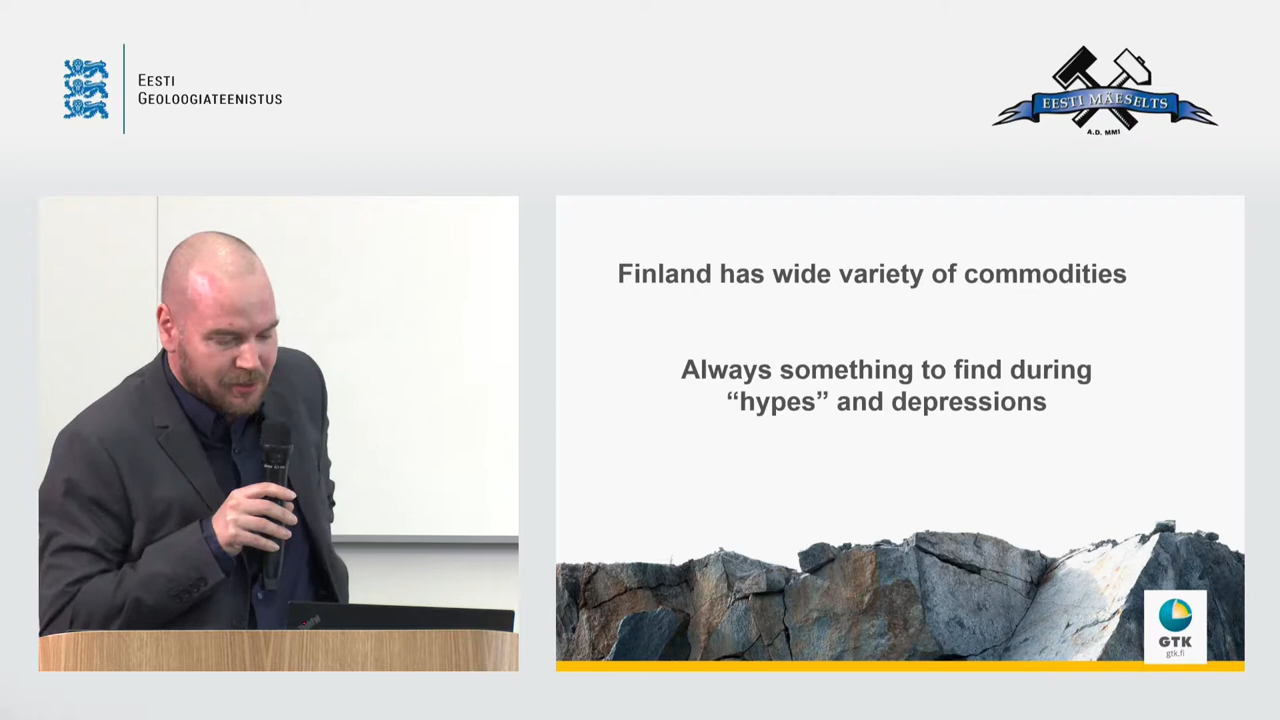 EESTI
GEOLOOGIATEENISTUS
EESTI MÄESELTS
A.D. MMI
Finland has wide variety of commodities
Always something to find during
“hypes” and depressions
GTK
gtk.fi